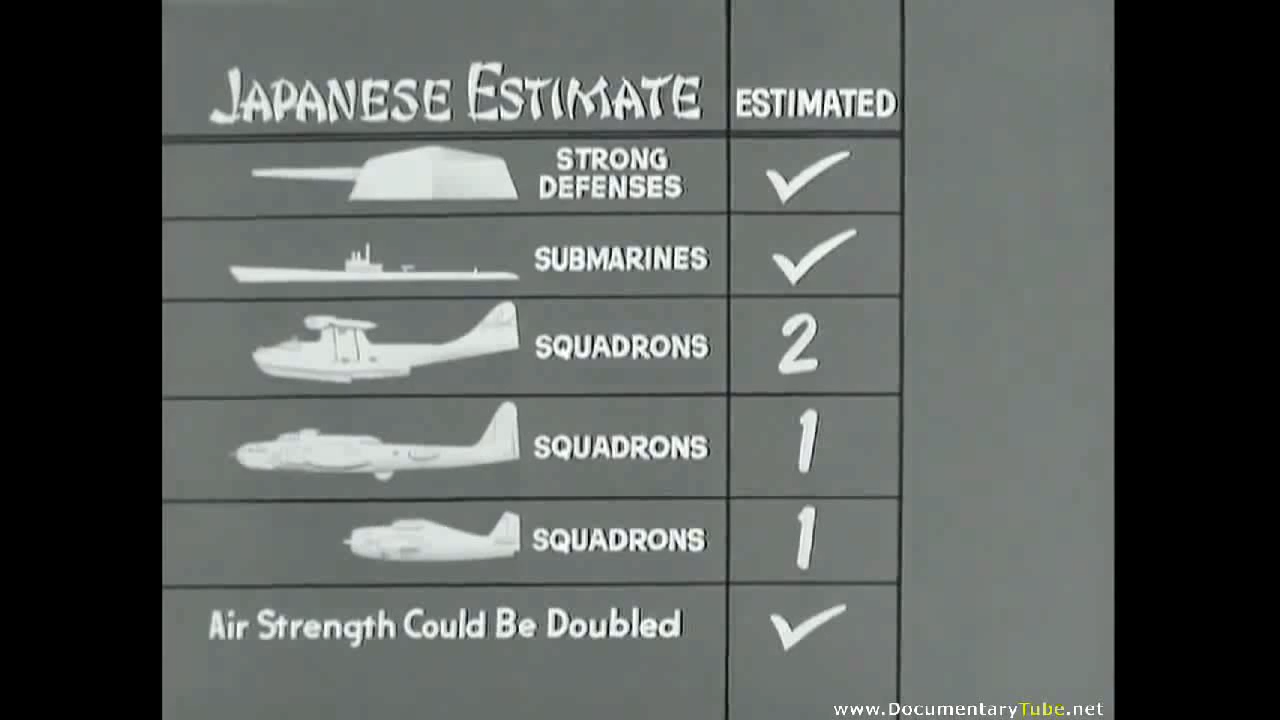 JAPANESE ESTIMATE
ESTIMATED
STRONG
DEFENSES
SUBMARINES
SQUADRONS
2
SQUADRONS
1
SQUADRONS
1
Air Strength Could Be Doubled
www.DocumentaryTube.net